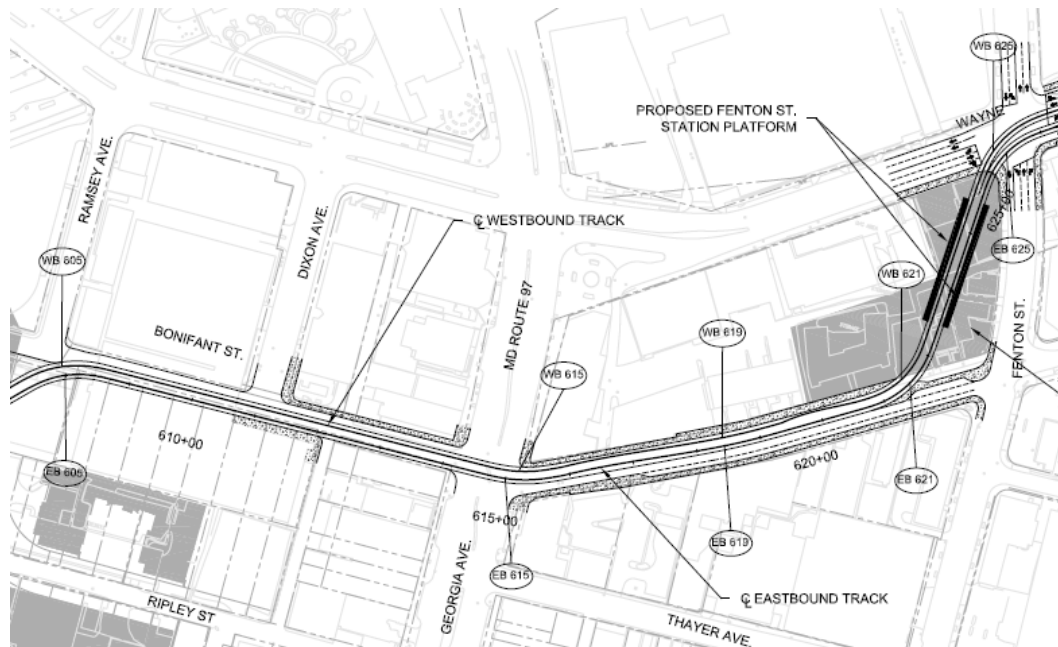 WB 625
PROPOSED FENTON ST.
STATION PLATFORM
WAYNE
RAMSEY AVE.
DIXON AVE.
℄ WESTBOUND TRACK
625+00
EB 625
WB 605
WB 621
MD ROUTE 97
BONIFANT ST.
WB 619
FENTON ST.
WB 615
610+00
EB 605
620+00
EB 621
615+00
EB 619
EB 615
GEORGIA AVE.
℄ EASTBOUND TRACK
RIPLEY ST
THAYER AVE.